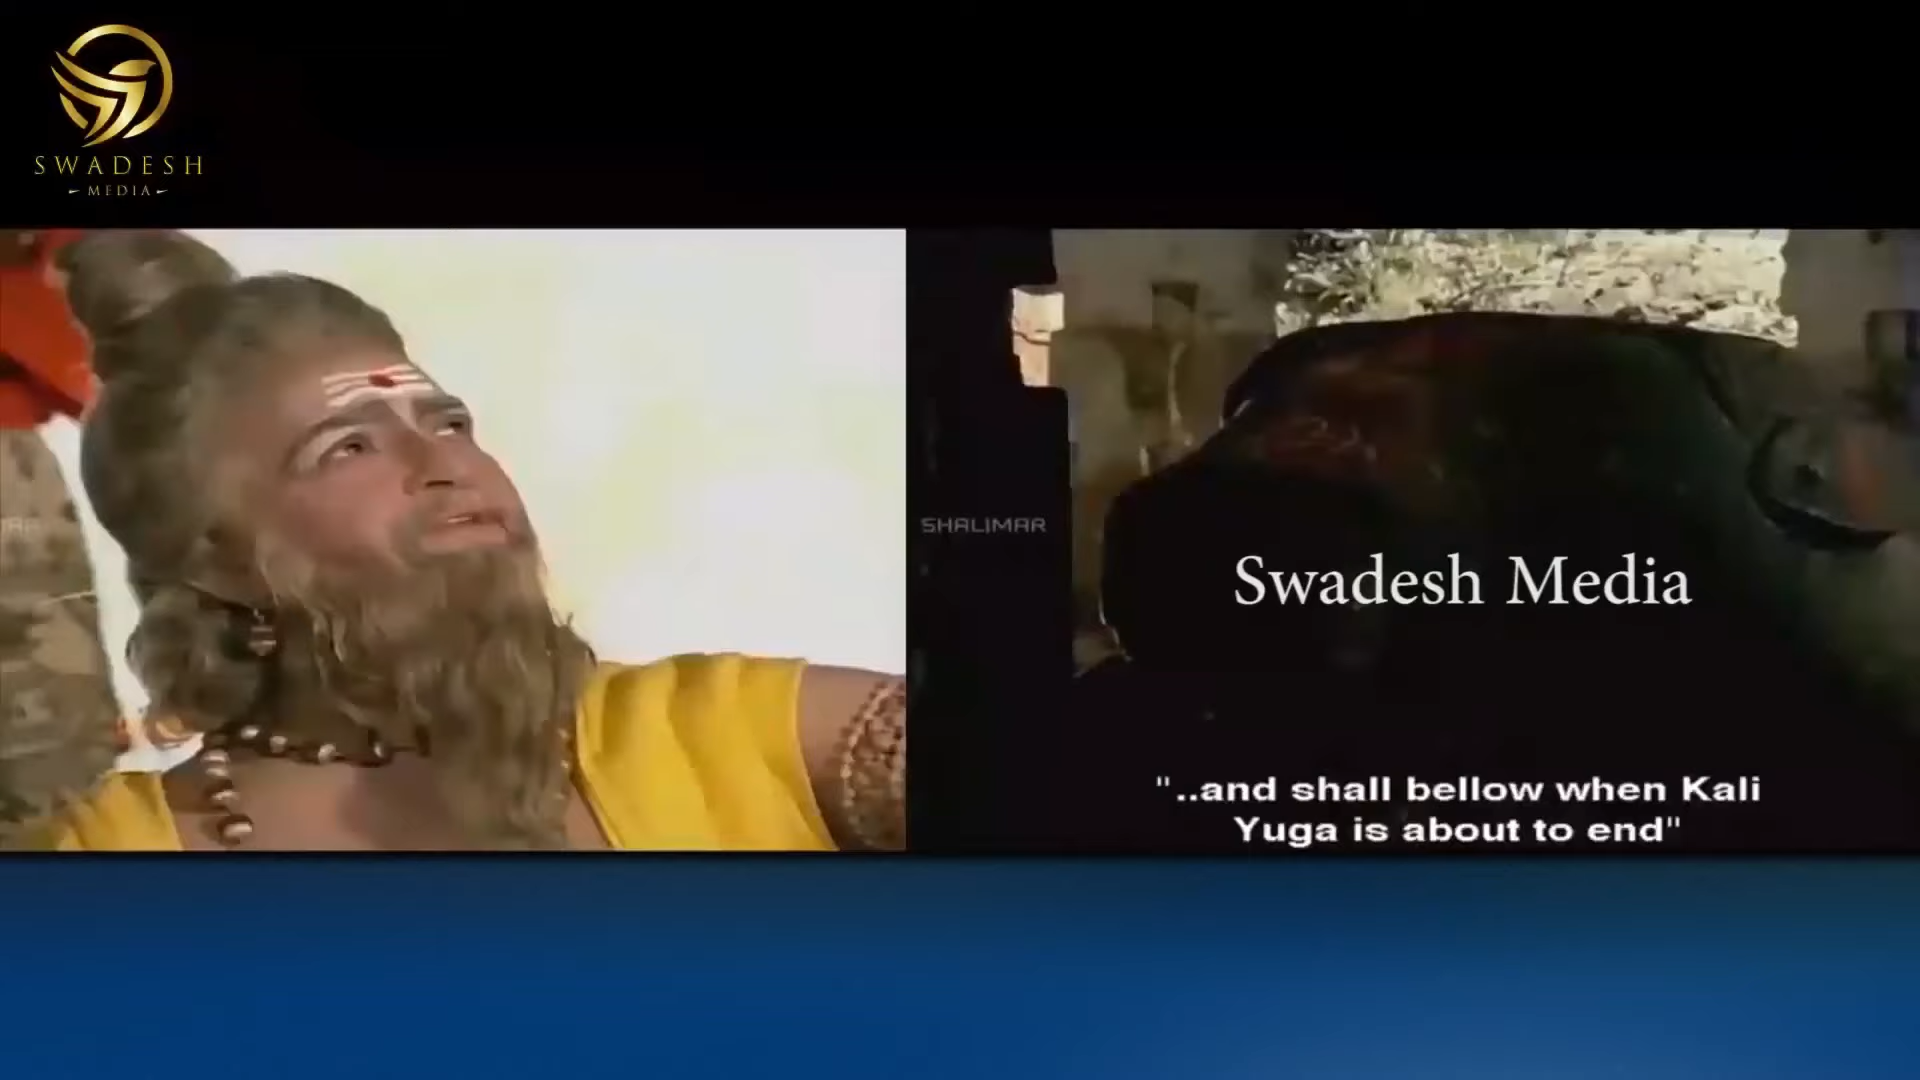 SWADESH
MEDIA
SHALIMAR
Swadesh Media
"..and shall bellow when Kali
Yuga is about to end"